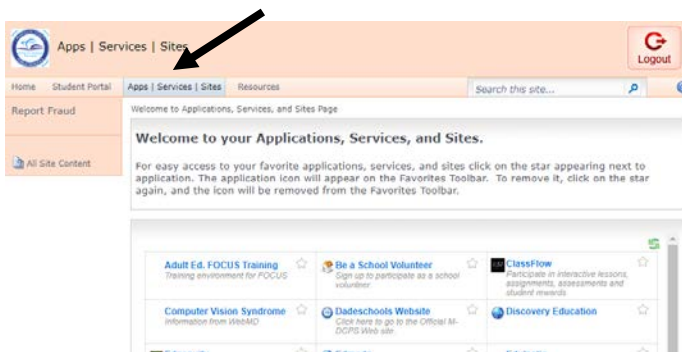 Apps | Services | Sites
Logout
Home Student Portal Apps | Services | Sites Resources
Search this site...
Report Fraud
All Site Content
Welcome to Applications, Services, and Sites Page
Welcome to your Applications, Services, and Sites.
For easy access to your favorite applications, services, and sites click on the star appearing next to
application. The application icon will appear on the Favorites Toolbar. To remove it, click on the star
again, and the icon will be removed from the Favorites Toolbar.
Adult Ed. FOCUS Training
Training environment for FOCUS
Be a School Volunteer
Sign up to participate as a school
volunteer
ClassFlow
Participate in interactive lessons,
assignments, assessments and
student rewards
Computer Vision Syndrome
Information from WebMD
Dadeschools Website
Click here to go to the Official M-
DCPS Web site
Discovery Education